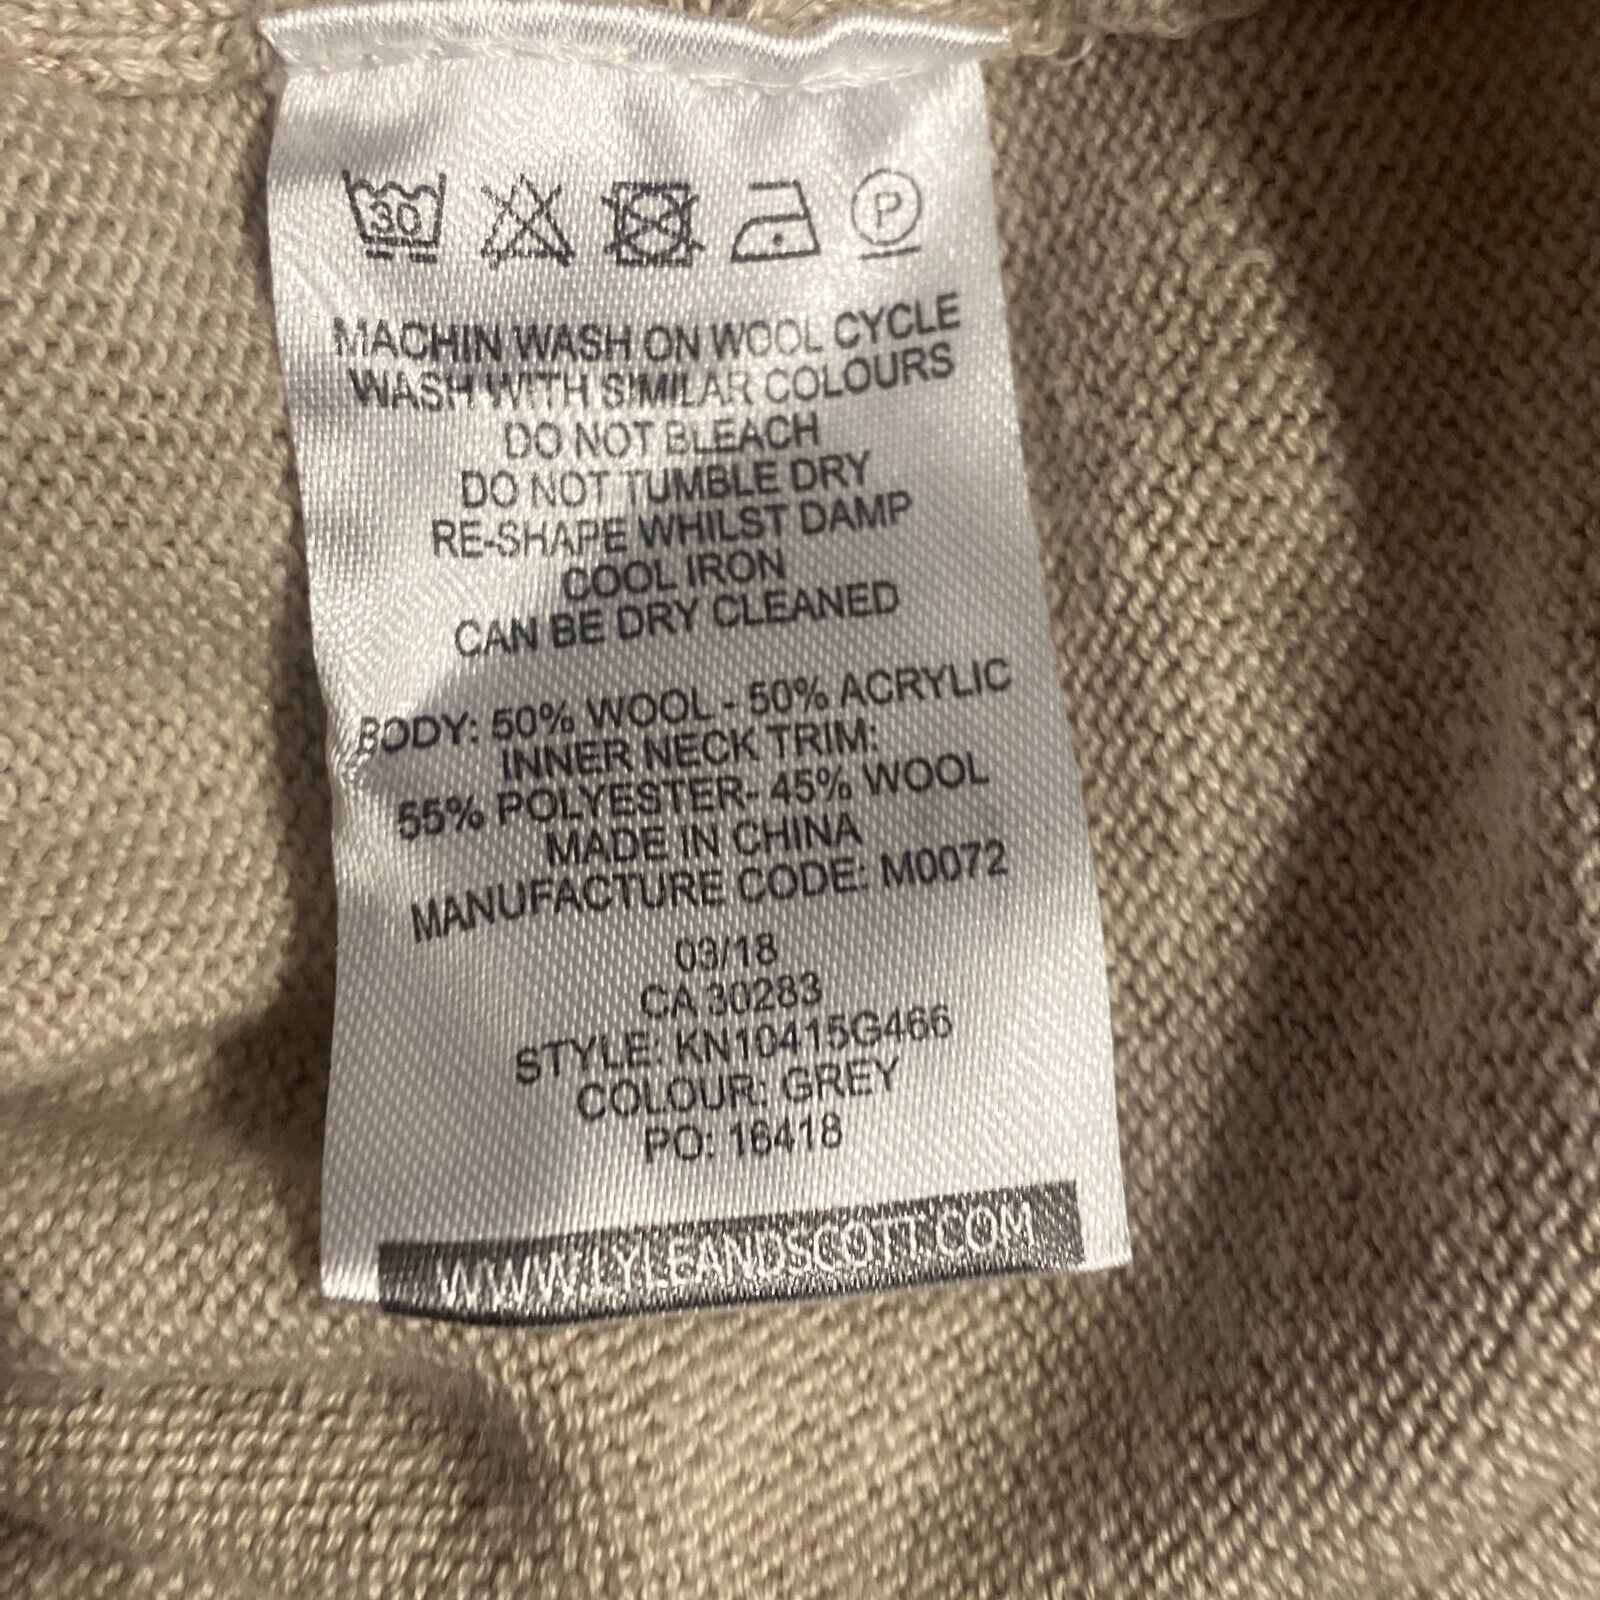 30 P
MACHIN WASH ON WOOL CYCLE
WASH WITH SIMILAR COLOURS
DO NOT BLEACH
DO NOT TUMBLE DRY
RE-SHAPE WHILST DAMP
COOL IRON
CAN BE DRY CLEANED
BODY: 50% WOOL - 50% ACRYLIC
INNER NECK TRIM:
55% POLYESTER- 45% WOOL
MADE IN CHINA
MANUFACTURE CODE: M0072
03/18
CA 30283
STYLE: KN10415G466
COLOUR: GREY
PO: 16418
WWW.LYLEANDSCOTT.COM